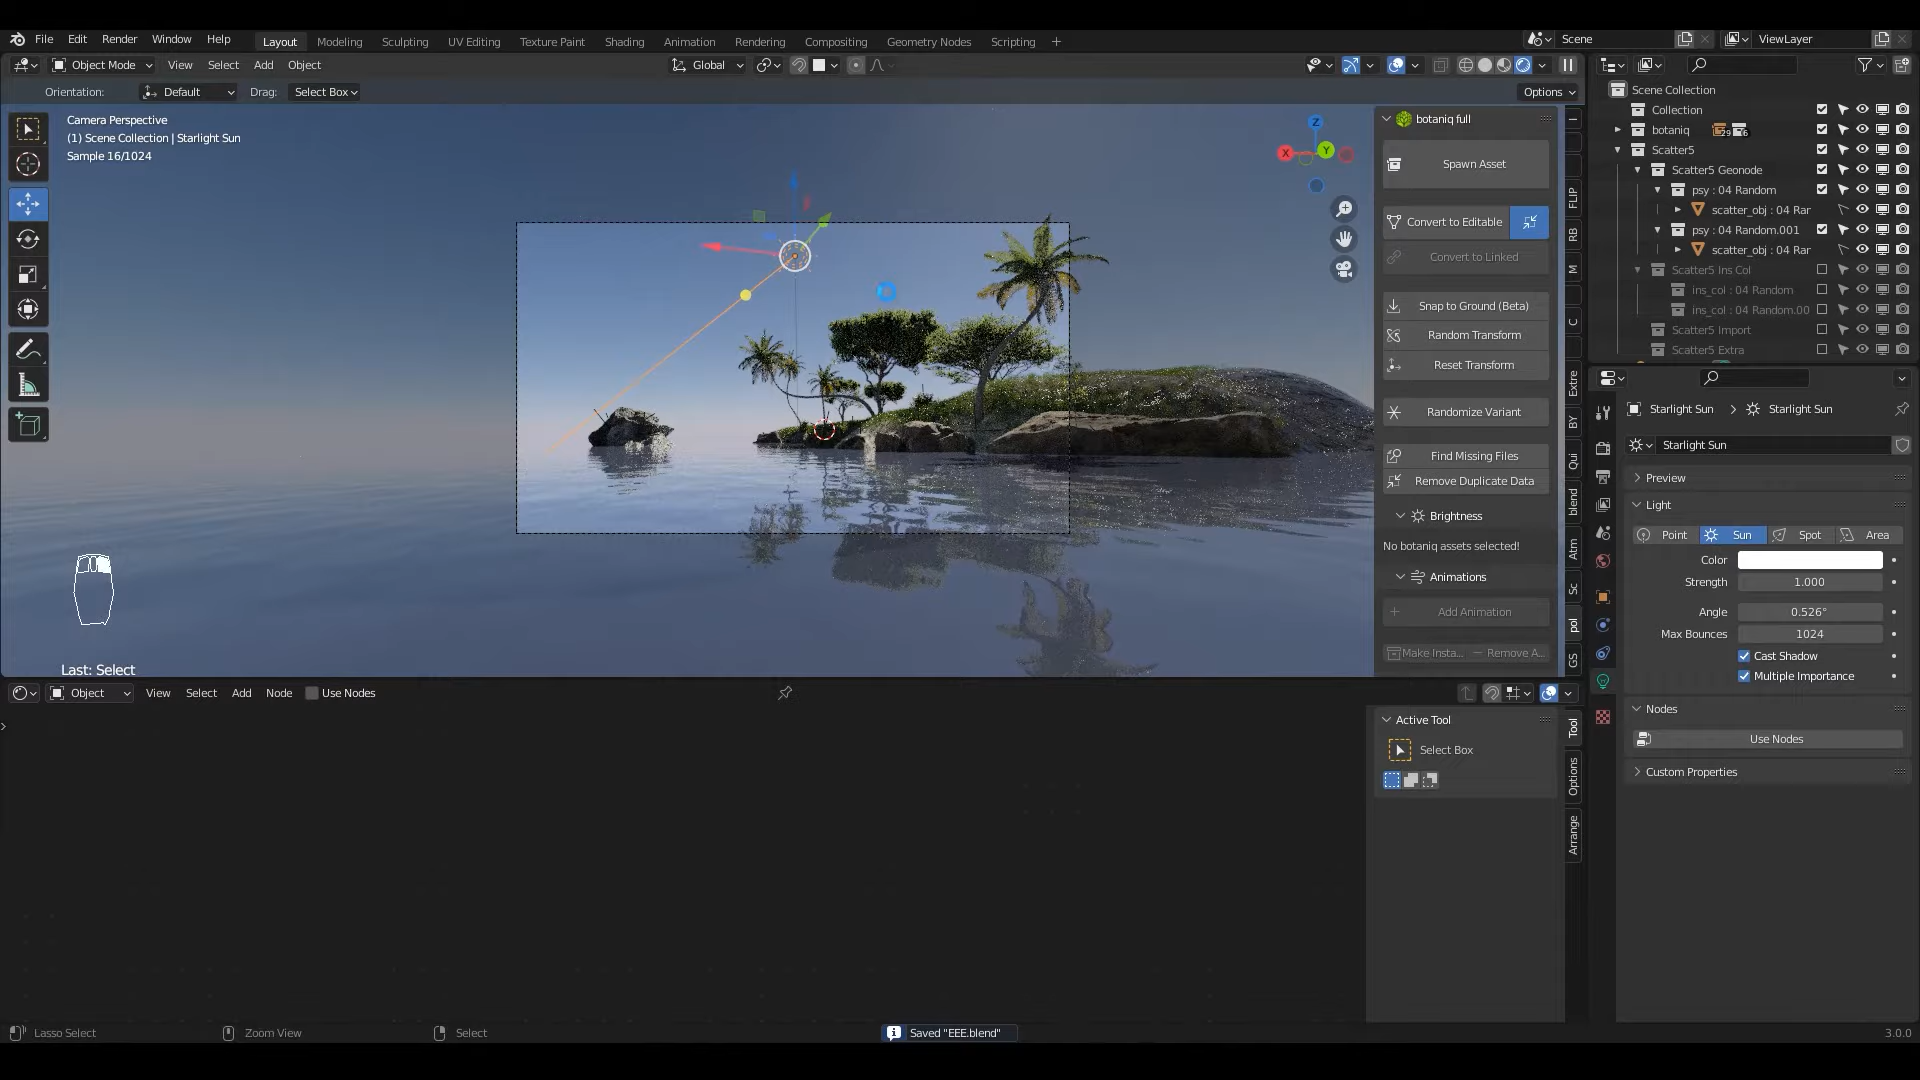 File Edit Render Window Help Layout Modeling Sculpting UV Editing Texture Paint Shading Animation Rendering Compositing Geometry Nodes Scripting + Scene ViewLayer
Object Mode View Select Add Object Global
Orientation: Default Drag: Select Box Options
Camera Perspective
(1) Scene Collection | Starlight Sun
Sample 16/1024
Z
X
Y
botaniq full
Spawn Asset
Convert to Editable
Convert to Linked
Snap to Ground (Beta)
Random Transform
Reset Transform
Randomize Variant
Find Missing Files
Remove Duplicate Data
Brightness
No botaniq assets selected!
Animations
Add Animation
Make Insta... Remove A...
FLIP
RB
M
C
Extre
BY
Qui
blend
Atm
Sc
pol
GS
Last: Select
Scene Collection
Collection
botaniq 29 6
Scatter5
Scatter5 Geonode
psy : 04 Random
scatter_obj : 04 Rar
psy : 04 Random.001
scatter_obj : 04 Rar
Scatter5 Ins Col
ins_col : 04 Random
ins_col : 04 Random.00
Scatter5 Import
Scatter5 Extra
Starlight Sun > Starlight Sun
Starlight Sun
Preview
Light
Point Sun Spot Area
Color
Strength 1.000
Angle 0.526°
Max Bounces 1024
Cast Shadow
Multiple Importance
Nodes
Use Nodes
Custom Properties
Object View Select Add Node Use Nodes
Active Tool
Select Box
Tool
Options
Arrange
Lasso Select Zoom View Select Saved "EEE.blend" 3.0.0